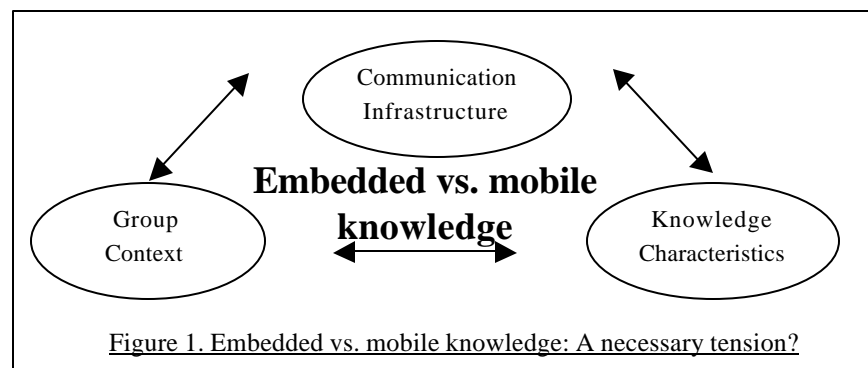 Communication
Infrastructure
Embedded vs. mobile
knowledge
Group
Context
Knowledge
Characteristics
Figure 1. Embedded vs. mobile knowledge: A necessary tension?